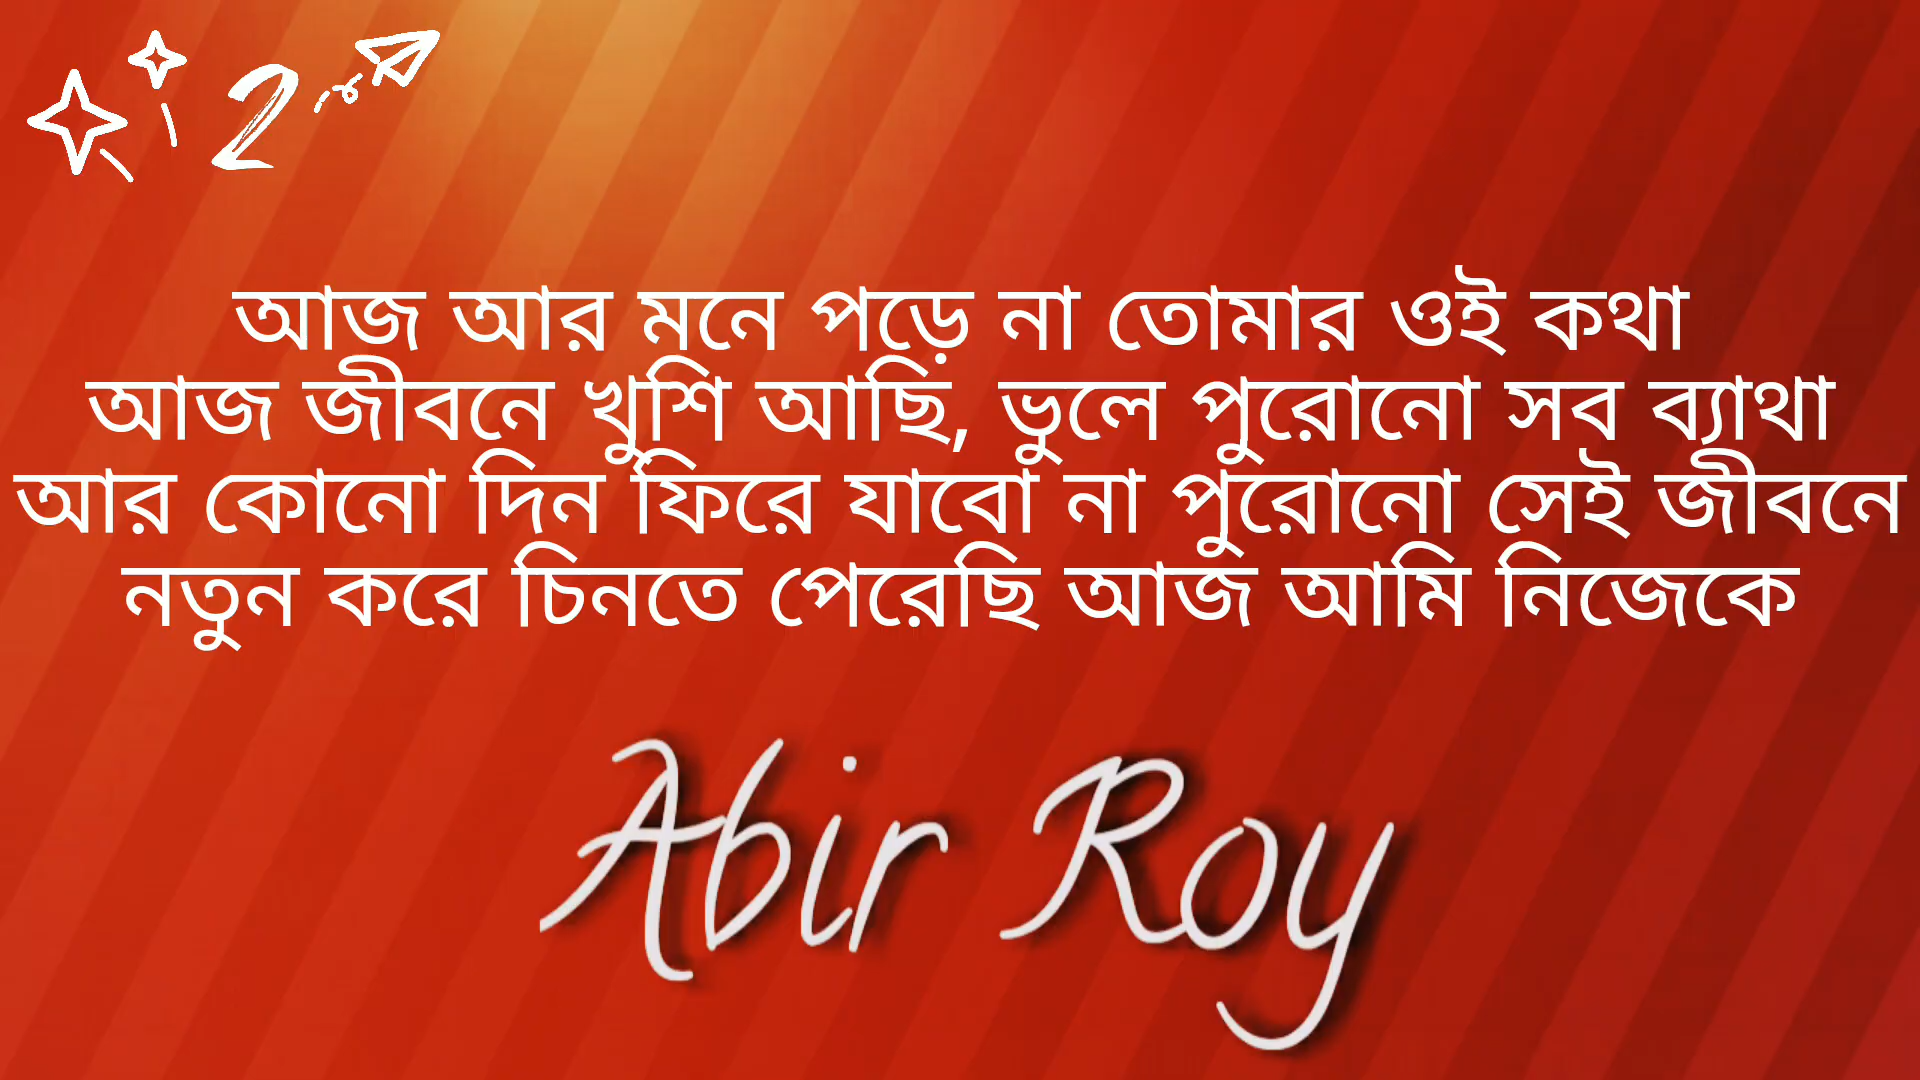 2
আজ আর মনে পড়ে না তোমার ওই কথা
আজ জীবনে খুশি আছি, ভুলে পুরোনো সব ব্যাথা
আর কোনো দিন ফিরে যাবো না পুরোনো সেই জীবনে
নতুন করে চিনতে পেরেছি আজ আমি নিজেকে
Abir Roy